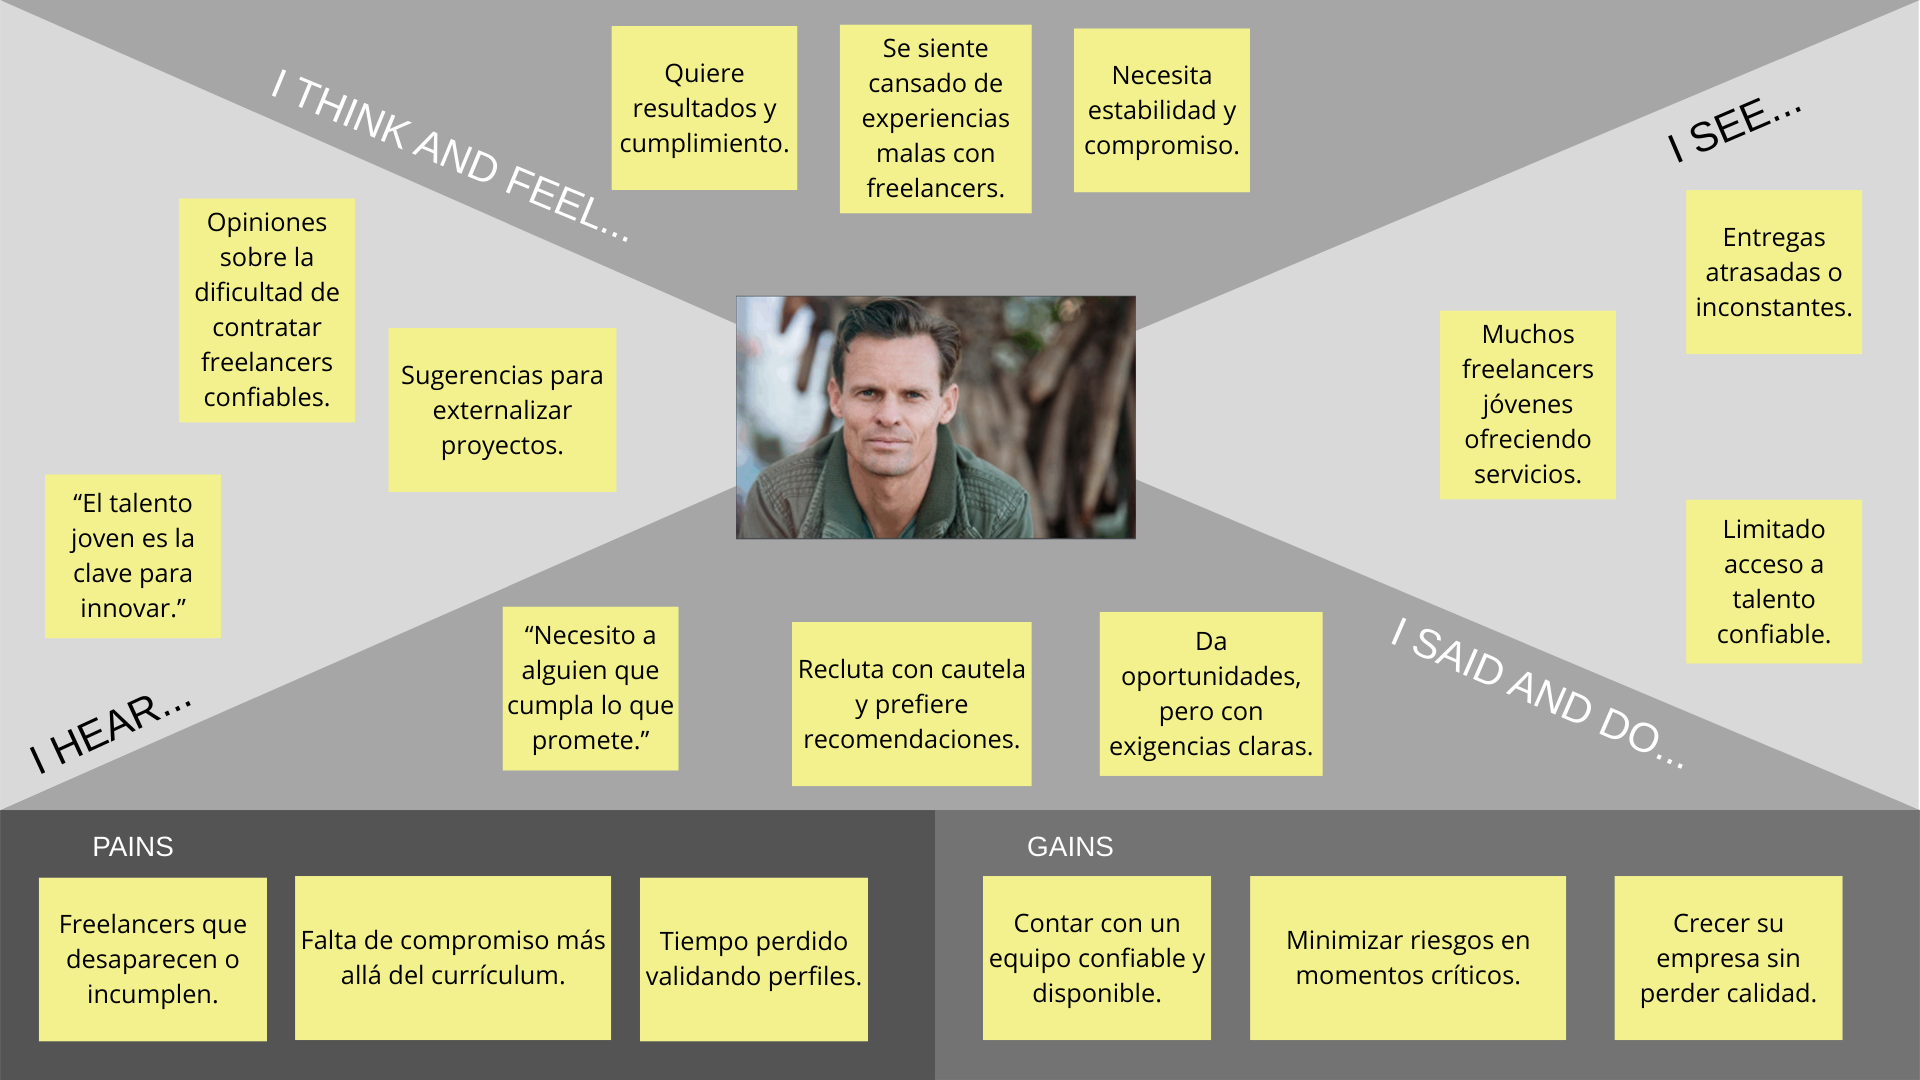 I THINK AND FEEL...
Quiere
resultados y
cumplimiento.
Se siente
cansado de
experiencias
malas con
freelancers.
Necesita
estabilidad y
compromiso.
I SEE...
Entregas
atrasadas o
inconstantes.
Muchos
freelancers
jóvenes
ofreciendo
servicios.
Limitado
acceso a
talento
confiable.
Opiniones
sobre la
dificultad de
contratar
freelancers
confiables.
Sugerencias para
externalizar
proyectos.
“El talento
joven es la
clave para
innovar.”
I HEAR...
“Necesito a
alguien que
cumpla lo que
promete.”
Recluta con cautela
y prefiere
recomendaciones.
Da
oportunidades,
pero con
exigencias claras.
I SAID AND DO...
PAINS
Freelancers que
desaparecen o
incumplen.
Falta de compromiso más
allá del currículum.
Tiempo perdido
validando perfiles.
GAINS
Contar con un
equipo confiable y
disponible.
Minimizar riesgos en
momentos críticos.
Crecer su
empresa sin
perder calidad.